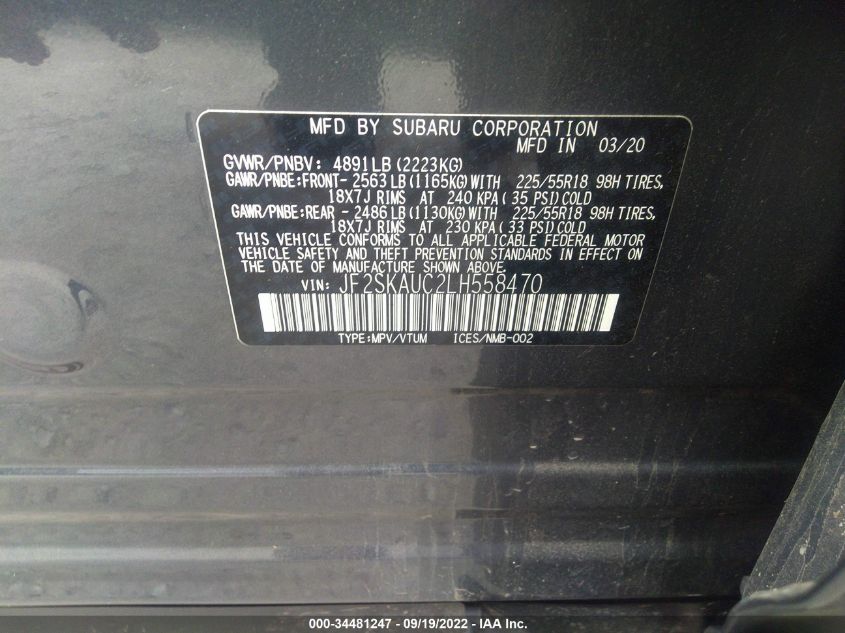 MFD BY SUBARU CORPORATION
MFD IN 03/20
GVWR/PNBV: 4891LB(2223KG)
GAWR/PNBE:FRONT- 2563LB(1165KG)WITH 225/55R18 98H TIRES,
18X7J RIMS AT 240 KPA( 35 PSI)COLD
GAWR/PNBE:REAR - 2486LB(1130KG)WITH 225/55R18 98H TIRES,
18X7J RIMS AT 230 KPA( 33 PSI)COLD
THIS VEHICLE CONFORMS TO ALL APPLICABLE FEDERAL MOTOR
VEHICLE SAFETY AND THEFT PREVENTION STANDARDS IN EFFECT ON
THE DATE OF MANUFACTURE SHOWN ABOVE.
VIN: JF2SKAUC2LH558470
TYPE:MPV/VTUM ICES/NMB-002
000-34481247 - 09/19/2022 - IAA Inc.